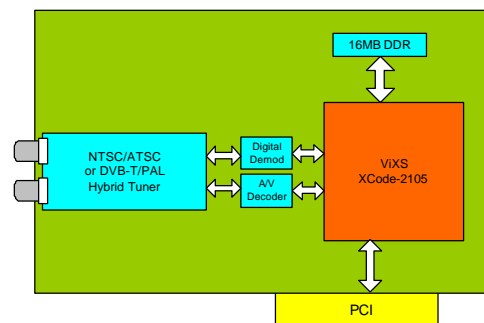 16MB DDR
NTSC/ATSC
or DVB-T/PAL
Hybrid Tuner
Digital
Demod
A/V
Decoder
ViXS
XCode-2105
PCI